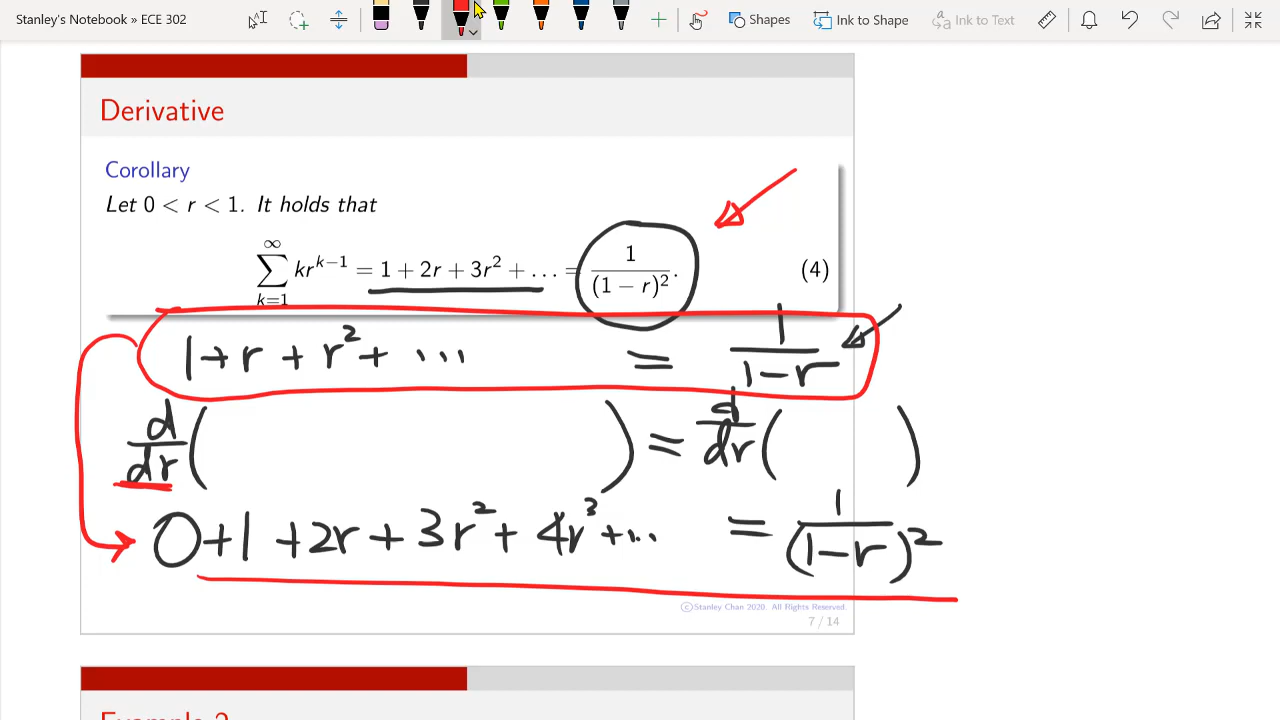 Stanley's Notebook » ECE 302
Shapes
Ink to Shape
Ink to Text
Derivative
Corollary
Let 0 < r < 1. It holds that
∑_{k=1}^{∞} kr^{k−1} = 1 + 2r + 3r² + … = 1/(1 − r)². (4)
1 + r + r² + ... = 1/(1−r)
d/dr ( ) = d/dr ( )
0 + 1 + 2r + 3r² + 4r³ + ... = 1/(1−r)²
©Stanley Chan 2020. All Rights Reserved.
7 / 14
Example 2